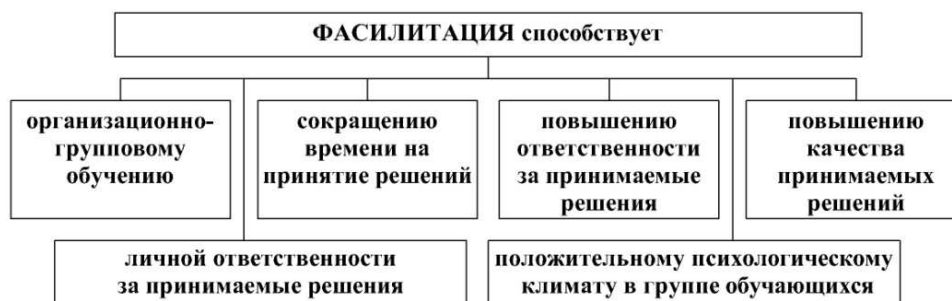 ФАСИЛИТАЦИЯ способствует
организационно-
групповому
обучению
сокращению
времени на
принятие решений
повышению
ответственности
за принимаемые
решения
повышению
качества
принимаемых
решений
личной ответственности
за принимаемые решения
положительному психологическому
климату в группе обучающихся